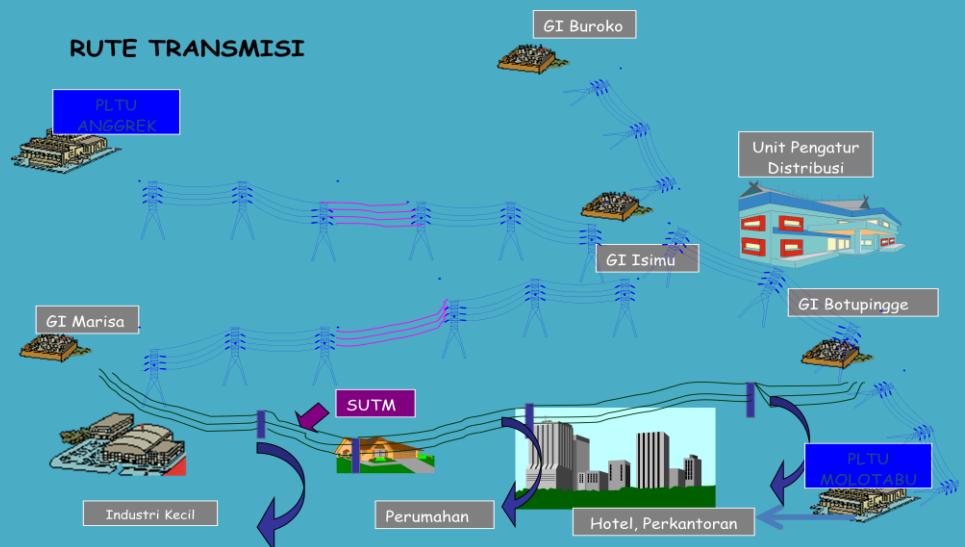 RUTE TRANSMISI
GI Buroko
PLTU
ANGGREK
Unit Pengatur
Distribusi
GI Isimu
GI Marisa
GI Botupingge
SUTM
PLTU
MOLOTABU
Industri Kecil
Perumahan
Hotel, Perkantoran